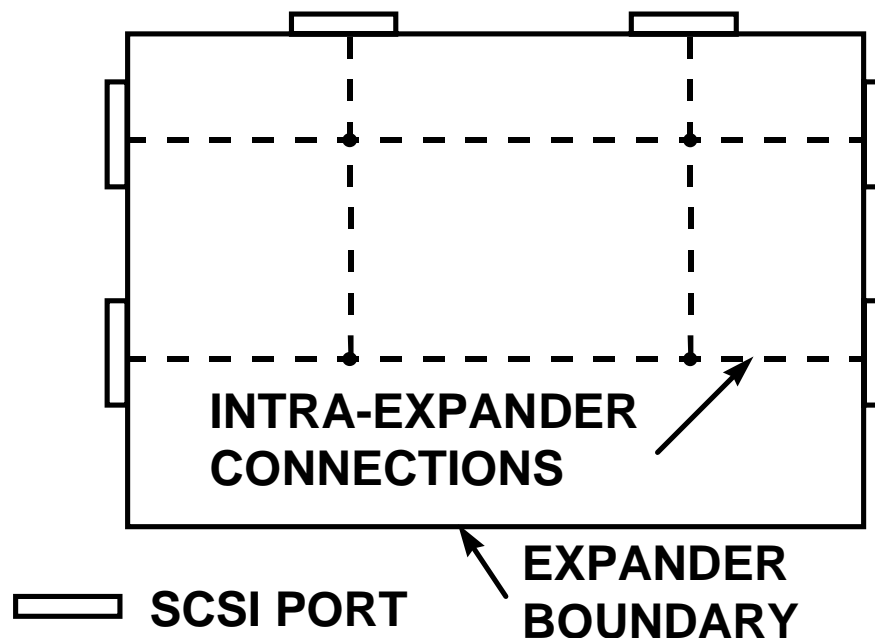 INTRA-EXPANDER
CONNECTIONS
EXPANDER
BOUNDARY
SCSI PORT